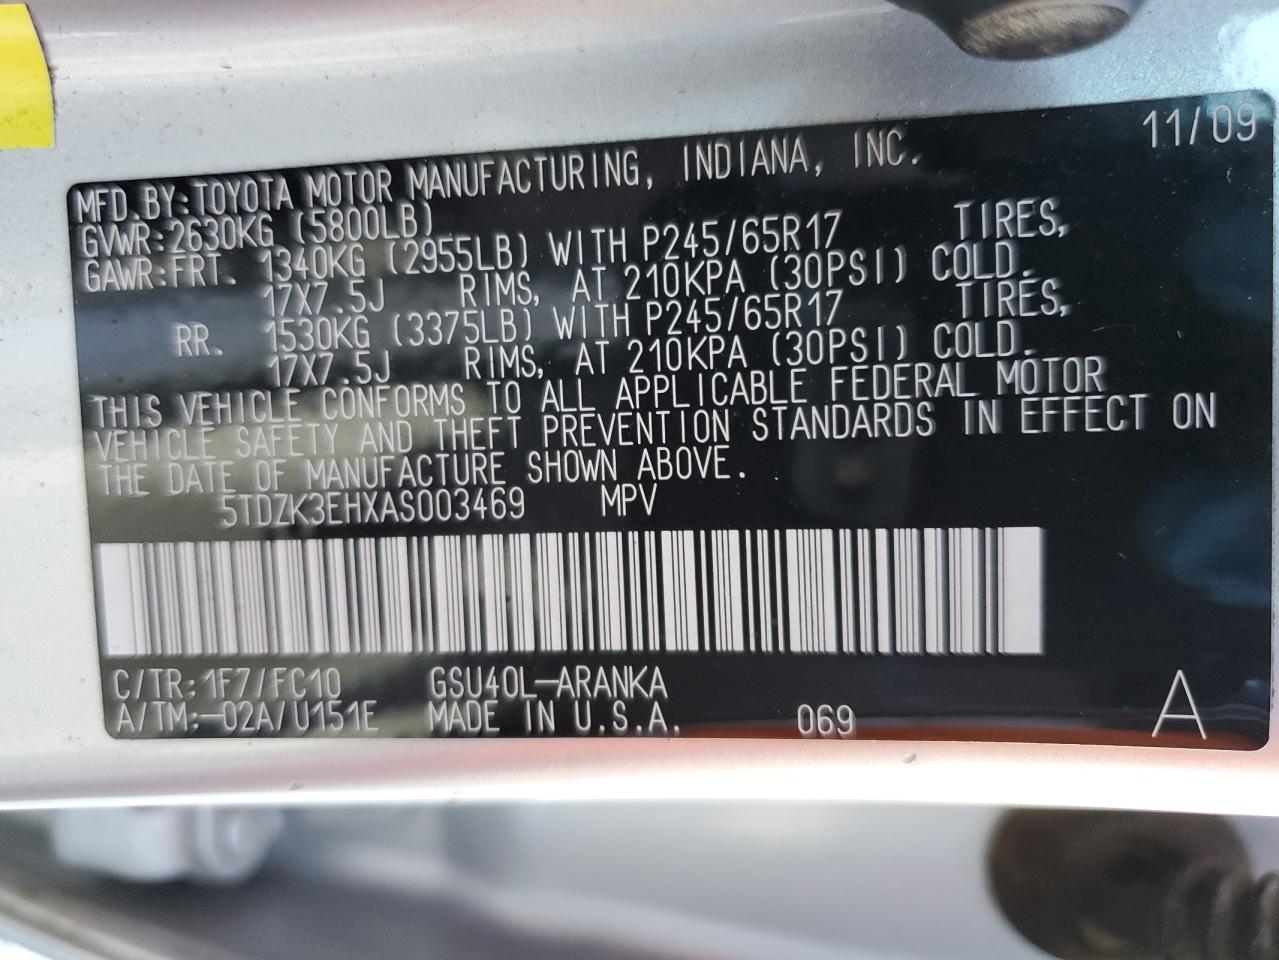 11/09
MFD.BY:TOYOTA MOTOR MANUFACTURING, INDIANA, INC.
GVWR:2630KG (5800LB)
GAWR:FRT. 1340KG (2955LB) WITH P245/65R17 TIRES,
17X7.5J RIMS, AT 210KPA (30PSI) COLD.
RR. 1530KG (3375LB) WITH P245/65R17 TIRES,
17X7.5J RIMS, AT 210KPA (30PSI) COLD.
THIS VEHICLE CONFORMS TO ALL APPLICABLE FEDERAL MOTOR
VEHICLE SAFETY AND THEFT PREVENTION STANDARDS IN EFFECT ON
THE DATE OF MANUFACTURE SHOWN ABOVE.
5TDZK3EHXAS003469 MPV
C/TR:1F7/FC10 GSU40L-ARANKA
A/TM:-02A/U151E MADE IN U.S.A. 069 A